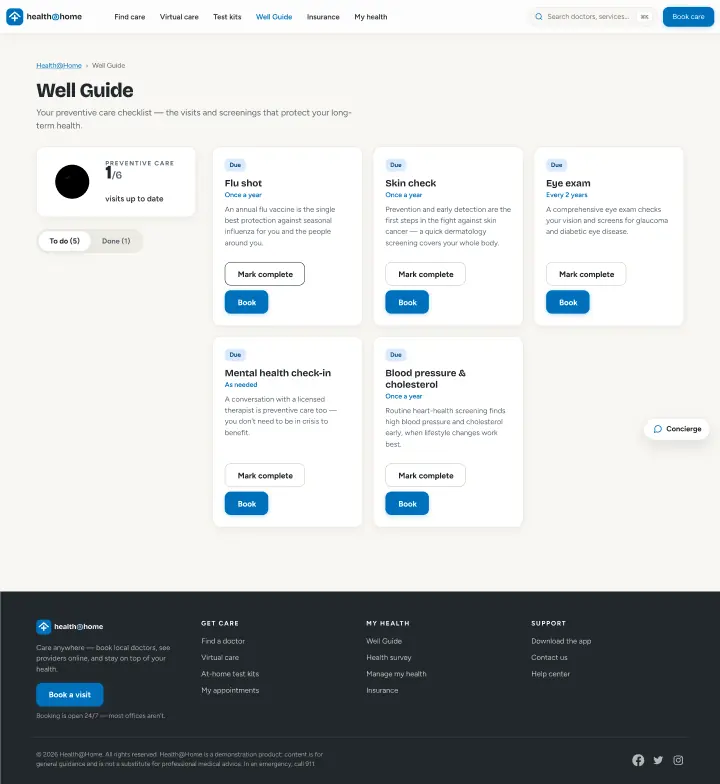 health@home
Find care Virtual care Test kits Well Guide Insurance My health
Search doctors, services... ⌘K
Book care
Health@Home › Well Guide
Well Guide
Your preventive care checklist — the visits and screenings that protect your long-
term health.
PREVENTIVE CARE
1/6
visits up to date
To do (5) Done (1)
Due
Flu shot
Once a year
An annual flu vaccine is the single
best protection against seasonal
influenza for you and the people
around you.
Mark complete
Book
Due
Skin check
Once a year
Prevention and early detection are the
first steps in the fight against skin
cancer — a quick dermatology
screening covers your whole body.
Mark complete
Book
Due
Eye exam
Every 2 years
A comprehensive eye exam checks
your vision and screens for glaucoma
and diabetic eye disease.
Mark complete
Book
Due
Mental health check-in
As needed
A conversation with a licensed
therapist is preventive care too —
you don't need to be in crisis to
benefit.
Mark complete
Book
Due
Blood pressure &
cholesterol
Once a year
Routine heart-health screening finds
high blood pressure and cholesterol
early, when lifestyle changes work
best.
Mark complete
Book
Concierge
health@home
Care anywhere — book local doctors, see
providers online, and stay on top of your
health.
Book a visit
Booking is open 24/7 — most offices aren't.
GET CARE
Find a doctor
Virtual care
At-home test kits
My appointments
MY HEALTH
Well Guide
Health survey
Manage my health
Insurance
SUPPORT
Download the app
Contact us
Help center
© 2026 Health@Home. All rights reserved. Health@Home is a demonstration product; content is for
general guidance and is not a substitute for professional medical advice. In an emergency, call 911.